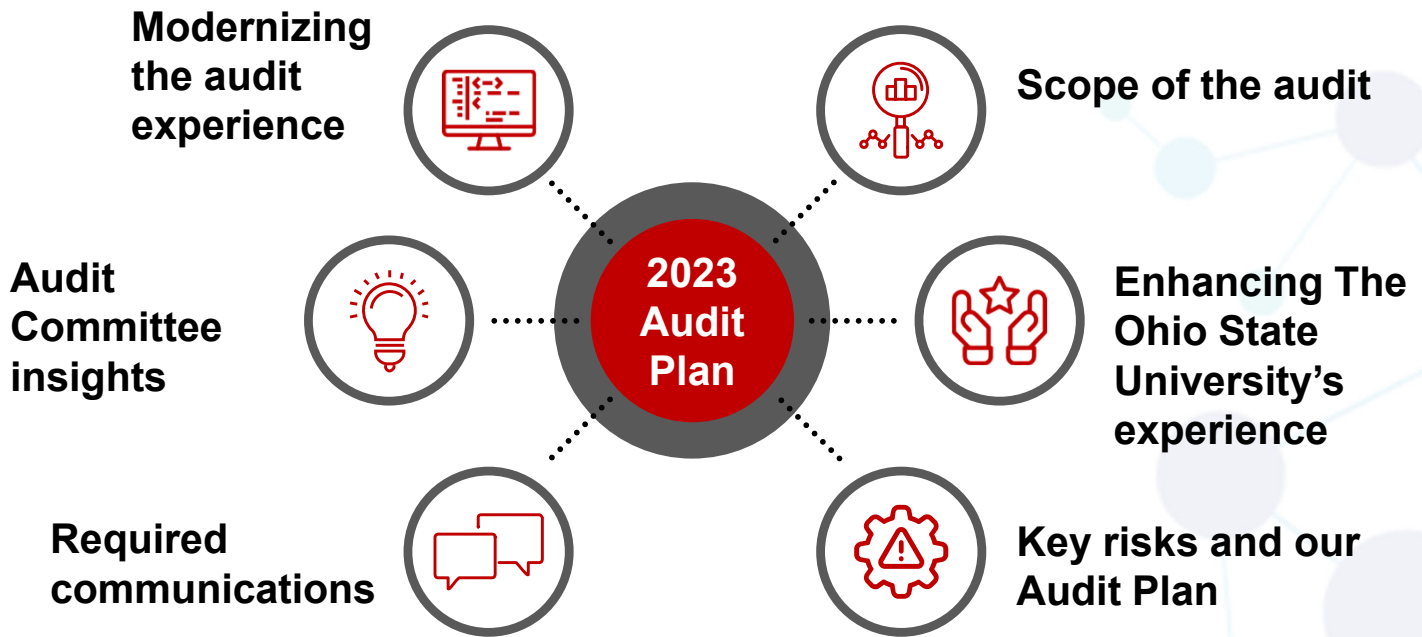 Modernizing
the audit
experience
Scope of the audit
Audit
Committee
insights
2023
Audit
Plan
Enhancing The
Ohio State
University’s
experience
Required
communications
Key risks and our
Audit Plan